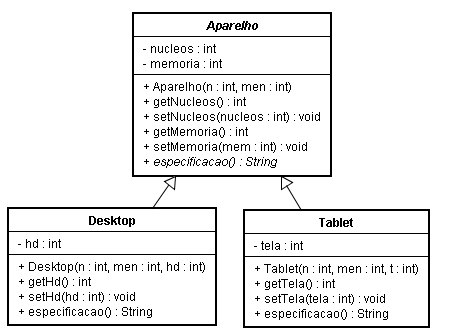 Aparelho
- nucleos : int
- memoria : int
+ Aparelho(n : int, men : int)
+ getNucleos() : int
+ setNucleos(nucleos : int) : void
+ getMemoria() : int
+ setMemoria(mem : int) : void
+ especificacao() : String
Desktop
- hd : int
+ Desktop(n : int, men : int, hd : int)
+ getHd() : int
+ setHd(hd : int) : void
+ especificacao() : String
Tablet
- tela : int
+ Tablet(n : int, men : int, t : int)
+ getTela() : int
+ setTela(tela : int) : void
+ especificacao() : String